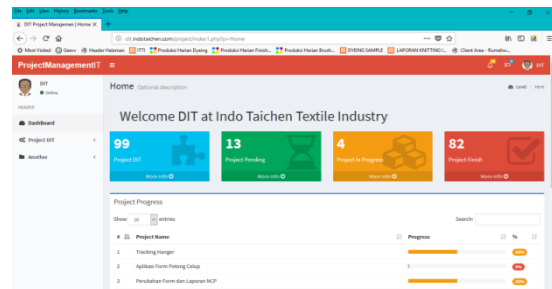 File Edit View History Bookmarks Tools Help
DIT Project Manajemen | Home X
dit.indotaichen.com/project/index1.php?p=Home
Most Visited Geevv Header Halaman ITTI Produksi Harian Dyeing Produksi Harian Finish... Produksi Harian Brush... DYEING SAMPLE LAPORAN KNITTING L... Client Area - Rumahw...
ProjectManagementIT DIT
DIT
Online
Home Optional description Level > Here
HEADER
Dashboard
Project DIT
Another
Welcome DIT at Indo Taichen Textile Industry
99 13 4 82
Project DIT Project Pending Project In Progress Project Finish
More info More info More info More info
Project Progress
Show 10 entries Search:
# Project Name Progress %
1 Tracking Hanger
2 Aplikasi Form Potong Celup
3 Perubahan Form dan Laporan NCP